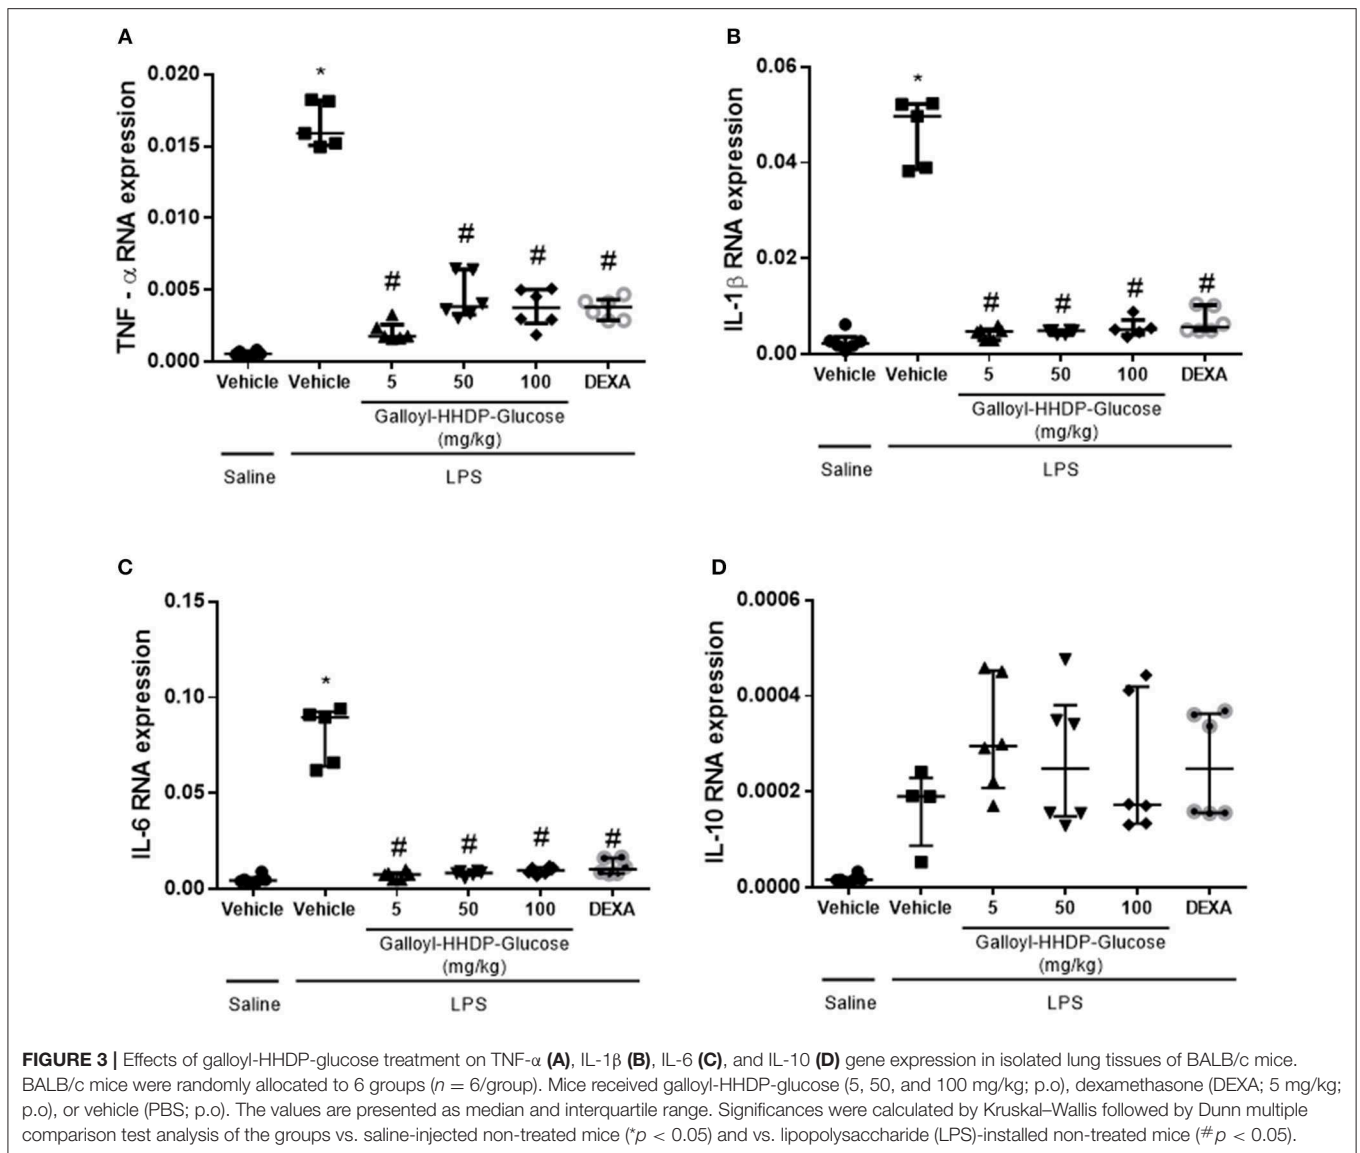 A
TNF - α RNA expression
0.020
0.015
0.010
0.005
0.000
*
#
#
#
#
Vehicle Vehicle 5 50 100 DEXA
Galloyl-HHDP-Glucose
(mg/kg)
Saline LPS
B
IL-1β RNA expression
0.06
0.04
0.02
0.00
*
#
#
#
#
Vehicle Vehicle 5 50 100 DEXA
Galloyl-HHDP-Glucose
(mg/kg)
Saline LPS
C
IL-6 RNA expression
0.15
0.10
0.05
0.00
*
#
#
#
#
Vehicle Vehicle 5 50 100 DEXA
Galloyl-HHDP-Glucose
(mg/kg)
Saline LPS
D
IL-10 RNA expression
0.0006
0.0004
0.0002
0.0000
Vehicle Vehicle 5 50 100 DEXA
Galloyl-HHDP-Glucose
(mg/kg)
Saline LPS
FIGURE 3 | Effects of galloyl-HHDP-glucose treatment on TNF-α (A), IL-1β (B), IL-6 (C), and IL-10 (D) gene expression in isolated lung tissues of BALB/c mice.
BALB/c mice were randomly allocated to 6 groups (n = 6/group). Mice received galloyl-HHDP-glucose (5, 50, and 100 mg/kg; p.o), dexamethasone (DEXA; 5 mg/kg;
p.o), or vehicle (PBS; p.o). The values are presented as median and interquartile range. Significances were calculated by Kruskal–Wallis followed by Dunn multiple
comparison test analysis of the groups vs. saline-injected non-treated mice (*p < 0.05) and vs. lipopolysaccharide (LPS)-installed non-treated mice (#p < 0.05).